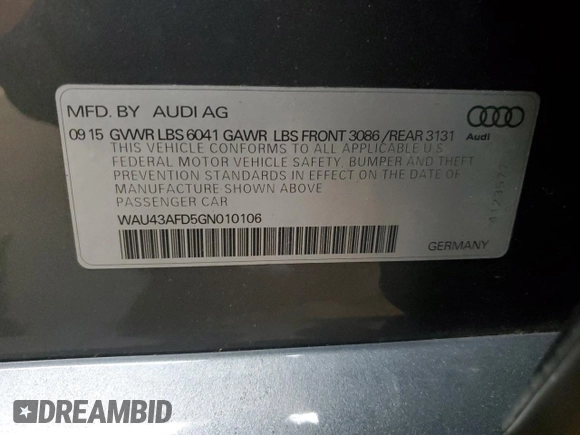 MFD. BY AUDI AG
09 15 GVWR LBS 6041 GAWR LBS FRONT 3086 /REAR 3131
Audi
THIS VEHICLE CONFORMS TO ALL APPLICABLE U.S
FEDERAL MOTOR VEHICLE SAFETY, BUMPER AND THEFT
PREVENTION STANDARDS IN EFFECT ON THE DATE OF
MANUFACTURE SHOWN ABOVE
PASSENGER CAR
WAU43AFD5GN010106
GERMANY
DREAMBID